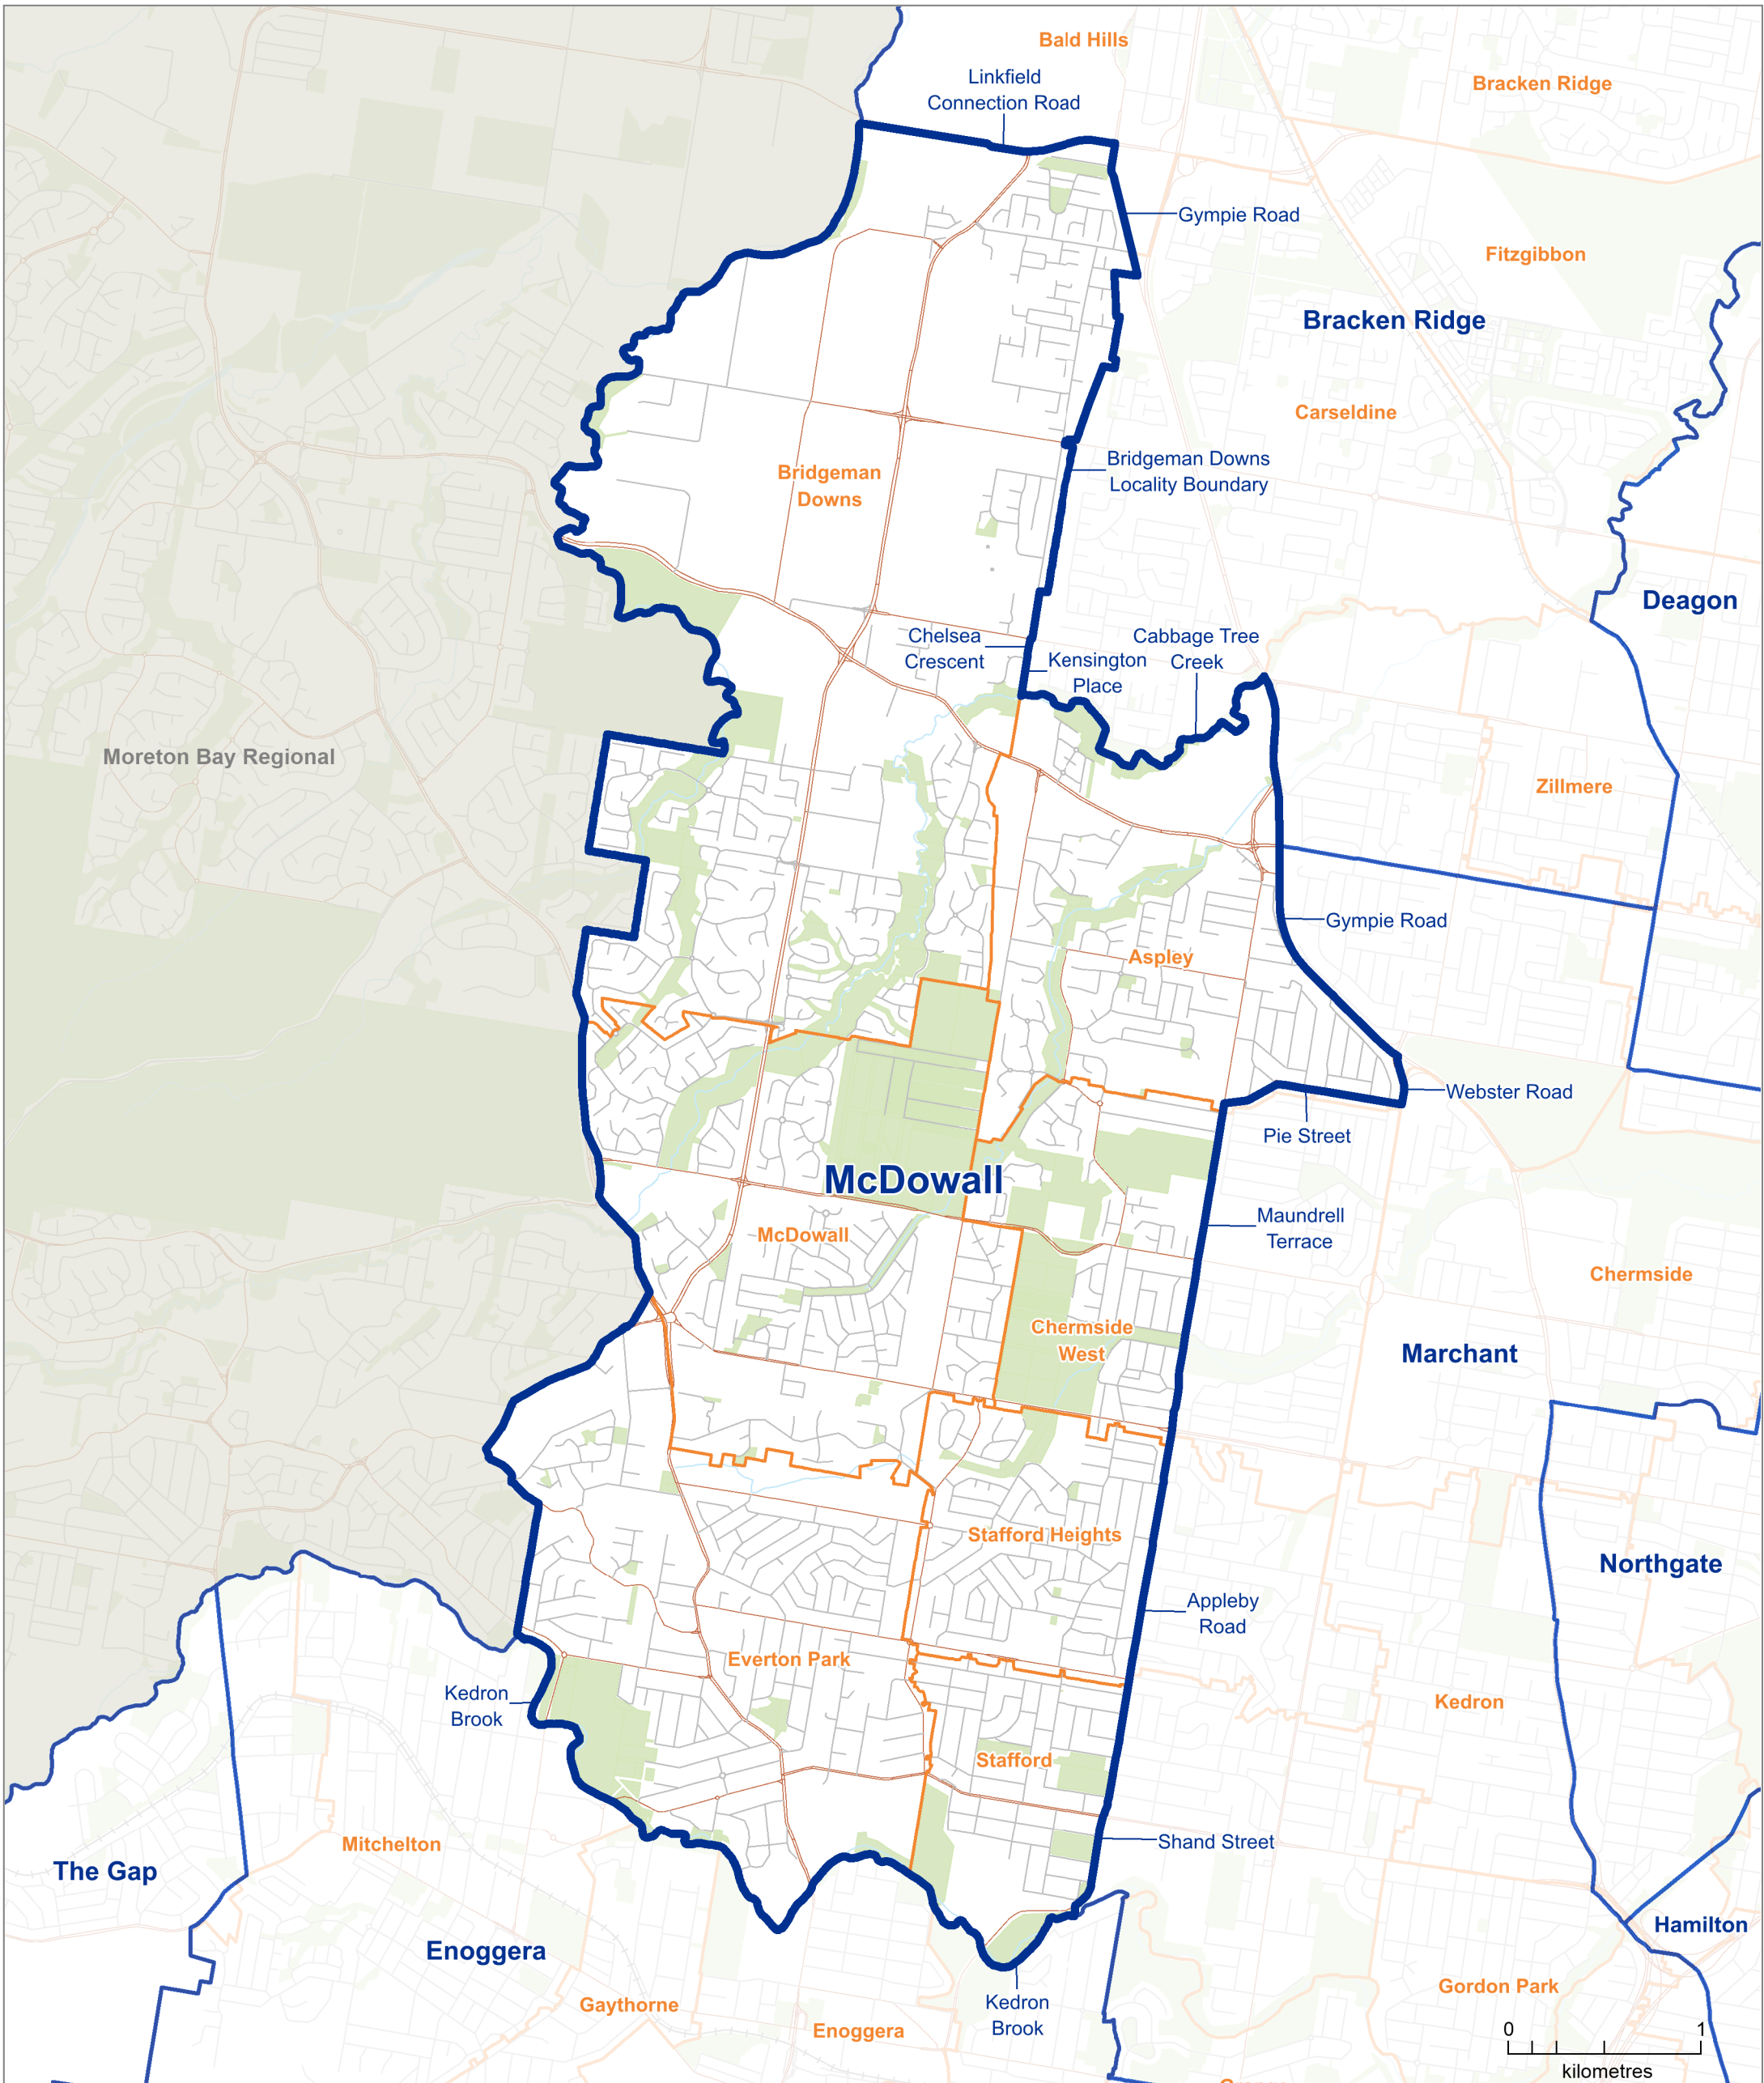 Bald Hills
Linkfield
Connection Road
Bracken Ridge
Gympie Road
Fitzgibbon
Bracken Ridge
Carseldine
Bridgeman
Downs
Bridgeman Downs
Locality Boundary
Deagon
Chelsea
Crescent
Kensington
Place
Cabbage Tree
Creek
Moreton Bay Regional
Zillmere
Gympie Road
Aspley
Webster Road
Pie Street
McDowall
Maundrell
Terrace
McDowall
Chermside
Chermside
West
Marchant
Stafford Heights
Northgate
Appleby
Road
Everton Park
Kedron
Brook
Kedron
Stafford
Shand Street
Mitchelton
The Gap
Hamilton
Enoggera
Gordon Park
Gaythorne
Kedron
Brook
Enoggera
0 1
kilometres